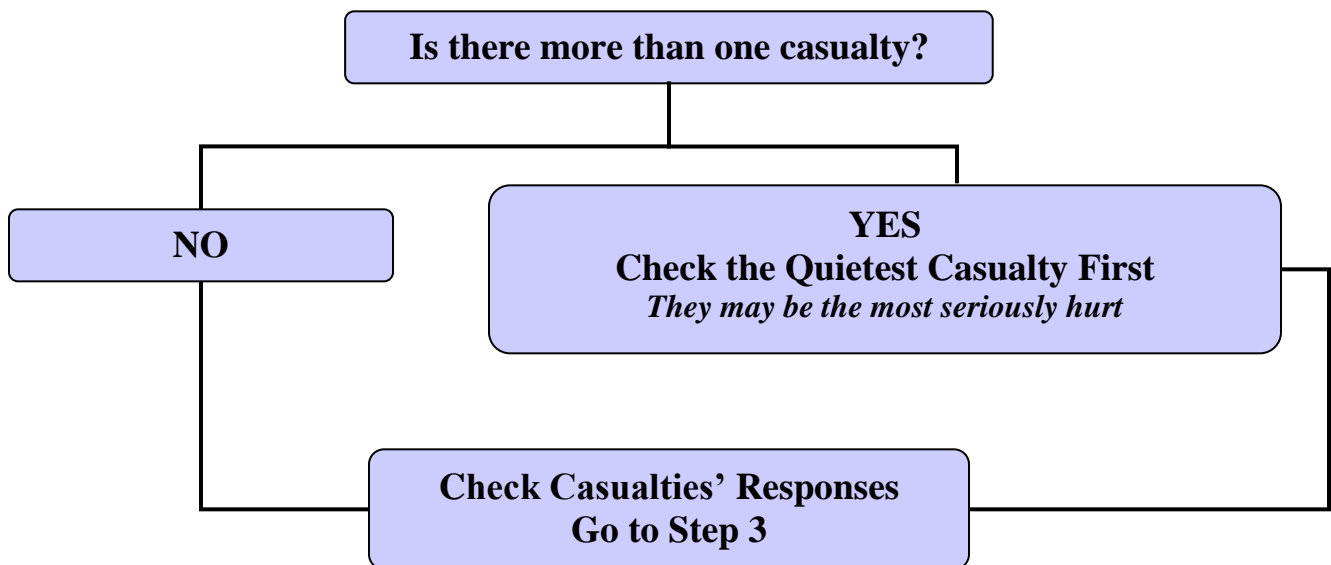 Is there more than one casualty?
NO
YES
Check the Quietest Casualty First
They may be the most seriously hurt
Check Casualties’ Responses
Go to Step 3